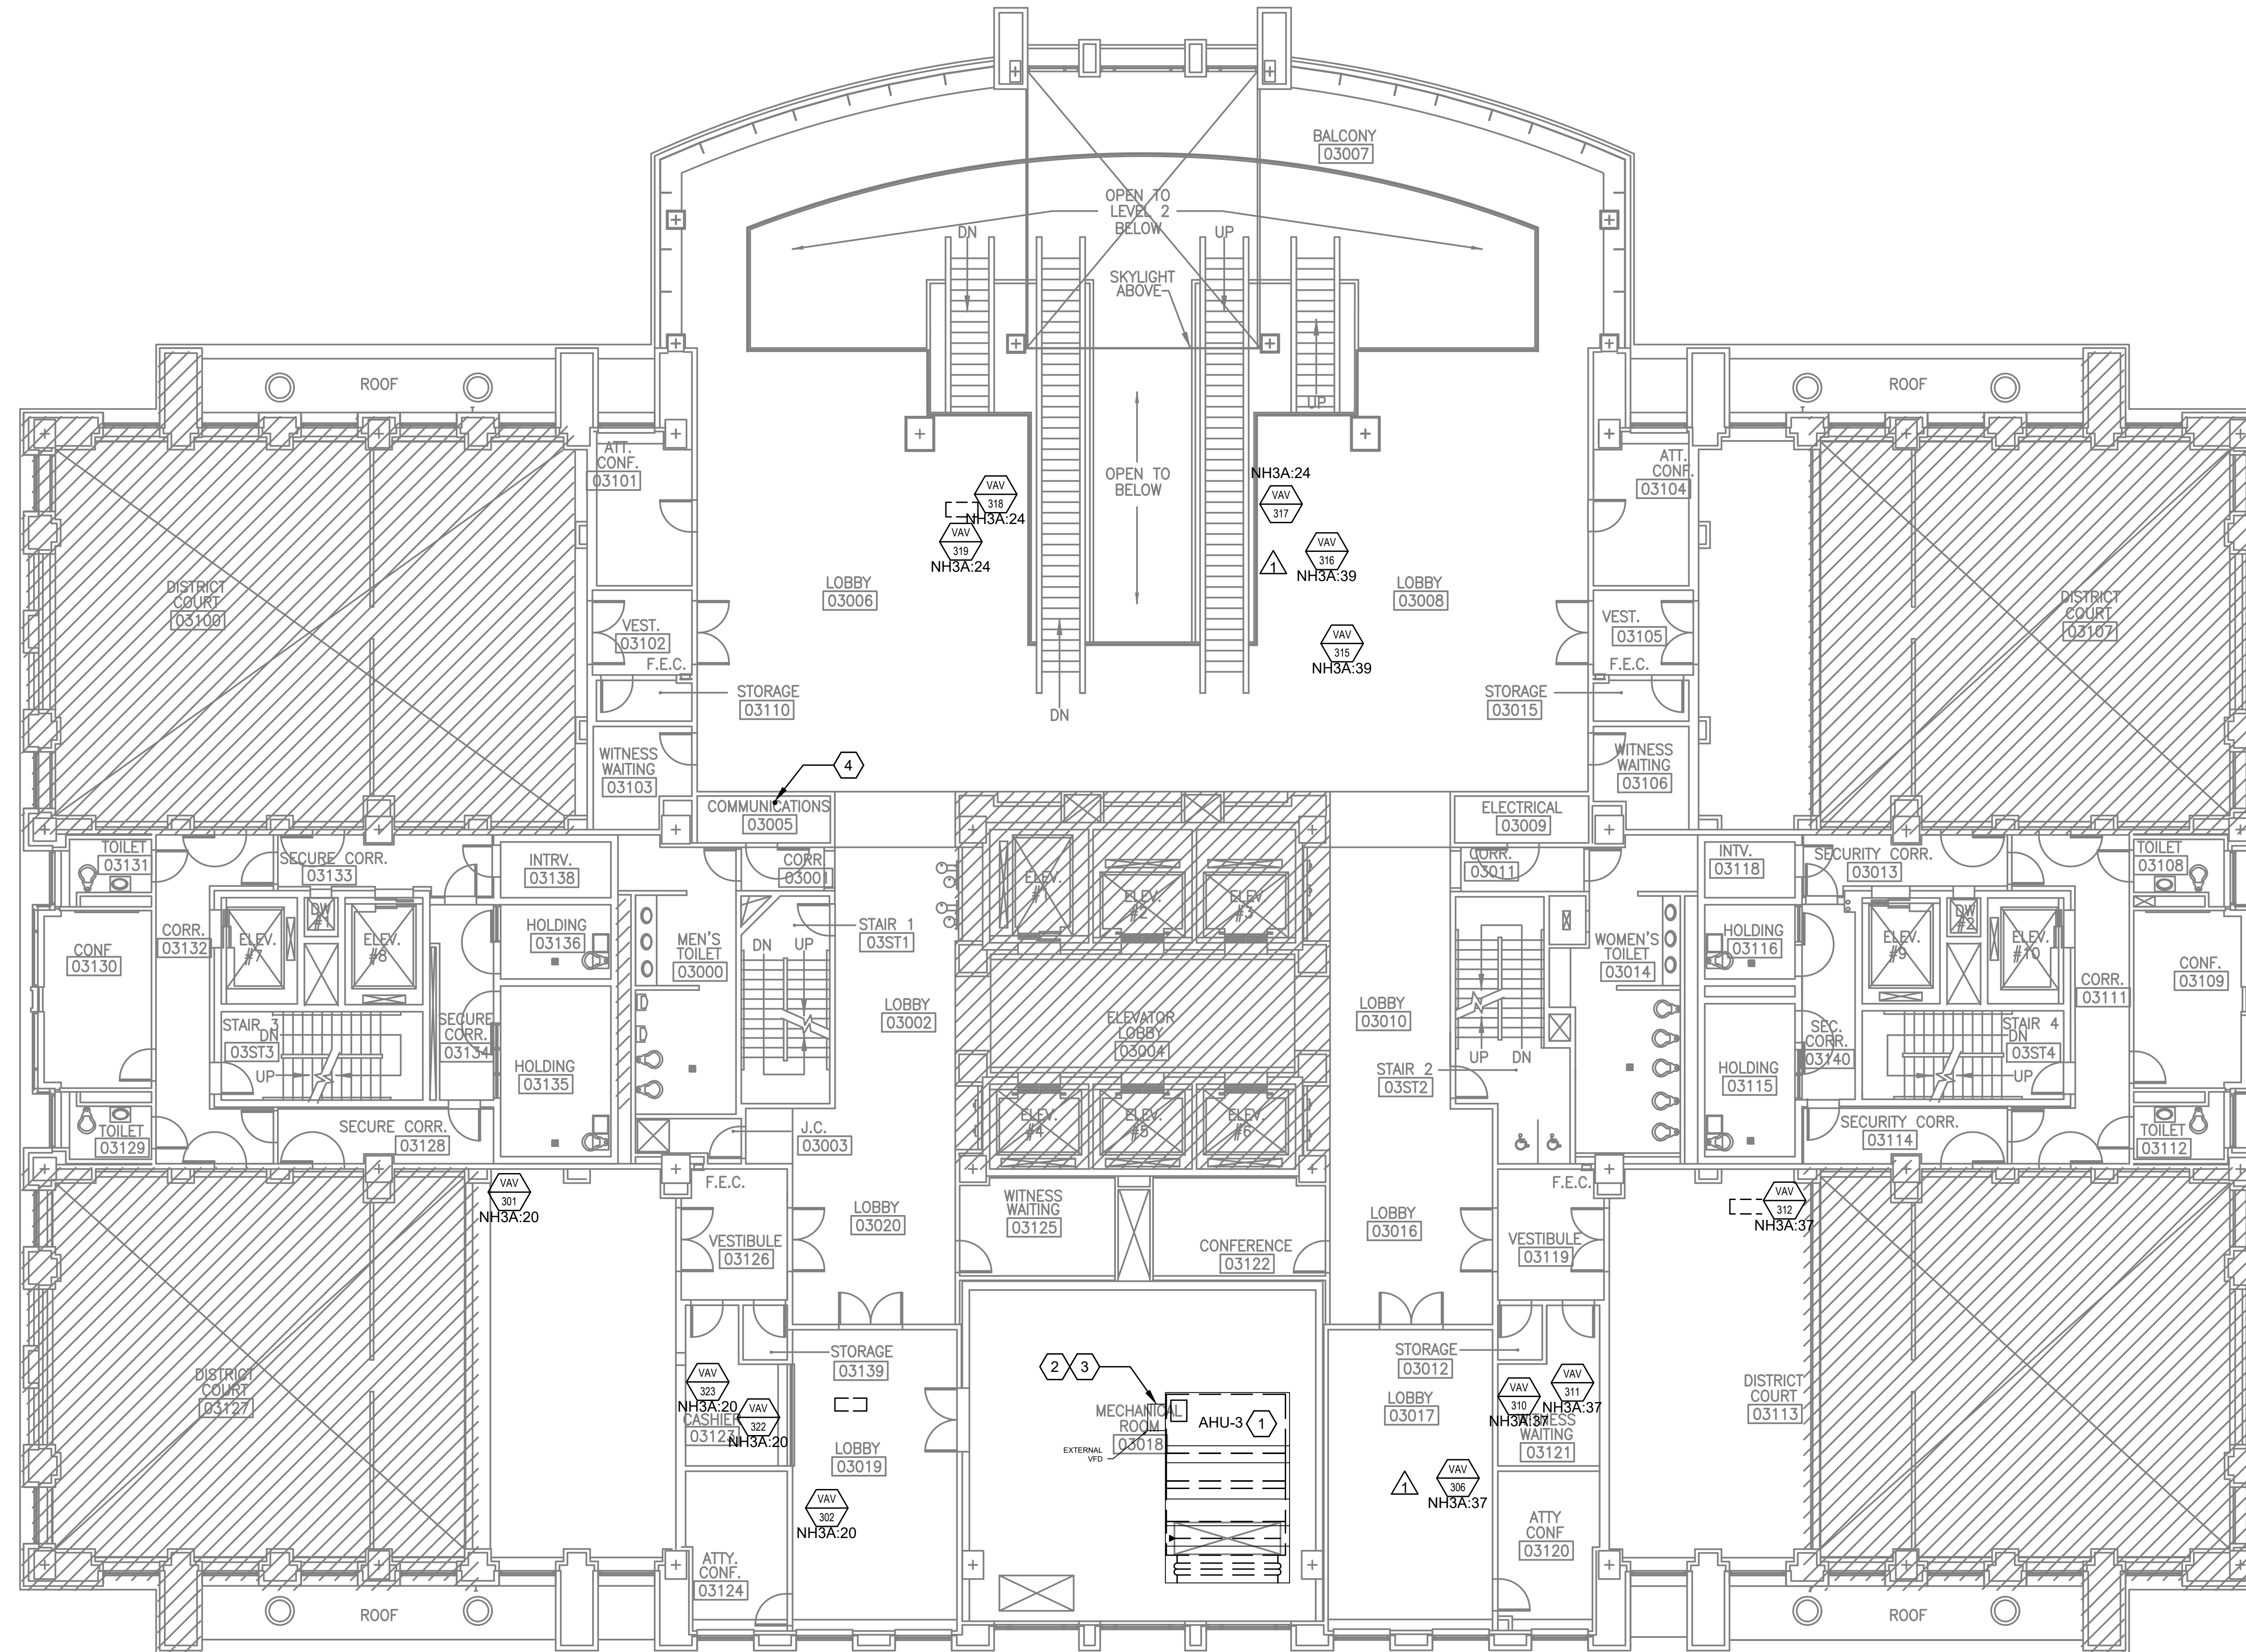 BALCONY
03007
OPEN TO
LEVEL 2
BELOW
DN
UP
SKYLIGHT
ABOVE
UP
ROOF
ROOF
ATT.
CONF.
03101
ATT.
CONF.
03104
OPEN TO
BELOW
VAV
318
NH3A:24
VAV
319
NH3A:24
NH3A:24
VAV
317
1
VAV
316
NH3A:39
VAV
315
NH3A:39
DISTRICT
COURT
03100
LOBBY
03006
LOBBY
03008
DISTRICT
COURT
03107
VEST.
03102
F.E.C.
VEST.
03105
F.E.C.
STORAGE
03110
STORAGE
03015
DN
WITNESS
WAITING
03103
WITNESS
WAITING
03106
4
COMMUNICATIONS
03005
ELECTRICAL
03009
TOILET
03131
SECURE CORR.
03133
INTRV.
03138
CORR.
03001
ELEV.
#1
ELEV.
#2
ELEV.
#3
CORR.
03011
INTV.
03118
SECURITY CORR.
03013
TOILET
03108
CONF
03130
CORR.
03132
ELEV.
#7
DW
#1
ELEV.
#8
HOLDING
03136
MEN'S
TOILET
03000
DN
UP
STAIR 1
03ST1
WOMEN'S
TOILET
03014
HOLDING
03116
ELEV.
#9
DW
#2
ELEV.
#10
CORR.
03111
CONF.
03109
STAIR 3
DN
03ST3
UP
SECURE
CORR.
03134
HOLDING
03135
LOBBY
03002
ELEVATOR
LOBBY
03004
LOBBY
03010
UP
DN
STAIR 2
03ST2
HOLDING
03115
SEC.
CORR.
03140
STAIR 4
DN
03ST4
UP
TOILET
03129
SECURE CORR.
03128
J.C.
03003
ELEV.
#4
ELEV.
#5
ELEV.
#6
SECURITY CORR.
03114
TOILET
03112
VAV
301
NH3A:20
F.E.C.
VESTIBULE
03126
LOBBY
03020
WITNESS
WAITING
03125
CONFERENCE
03122
LOBBY
03016
F.E.C.
VESTIBULE
03119
VAV
312
NH3A:37
DISTRICT
COURT
03127
VAV
323
NH3A:20
CASHIER
03123
VAV
322
NH3A:20
STORAGE
03139
LOBBY
03019
VAV
302
NH3A:20
ATTY.
CONF.
03124
2
3
MECHANICAL
ROOM
03018
EXTERNAL
VFD
AHU-3
1
STORAGE
03012
LOBBY
03017
VAV
310
NH3A:37
VAV
311
NH3A:37
WITNESS
WAITING
03121
1
VAV
306
NH3A:37
ATTY
CONF
03120
DISTRICT
COURT
03113
ROOF
ROOF